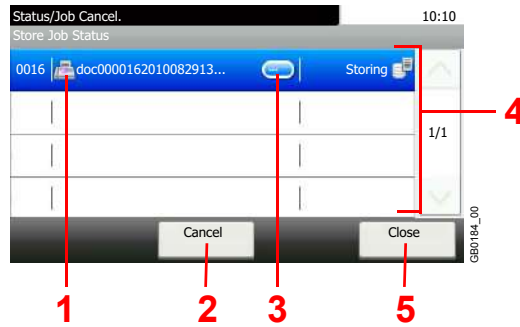 Status/Job Cancel. 10:10
Store Job Status
0016 doc0000162010082913... Storing
4
1/1
Cancel Close
GB0184_00
1 2 3 5